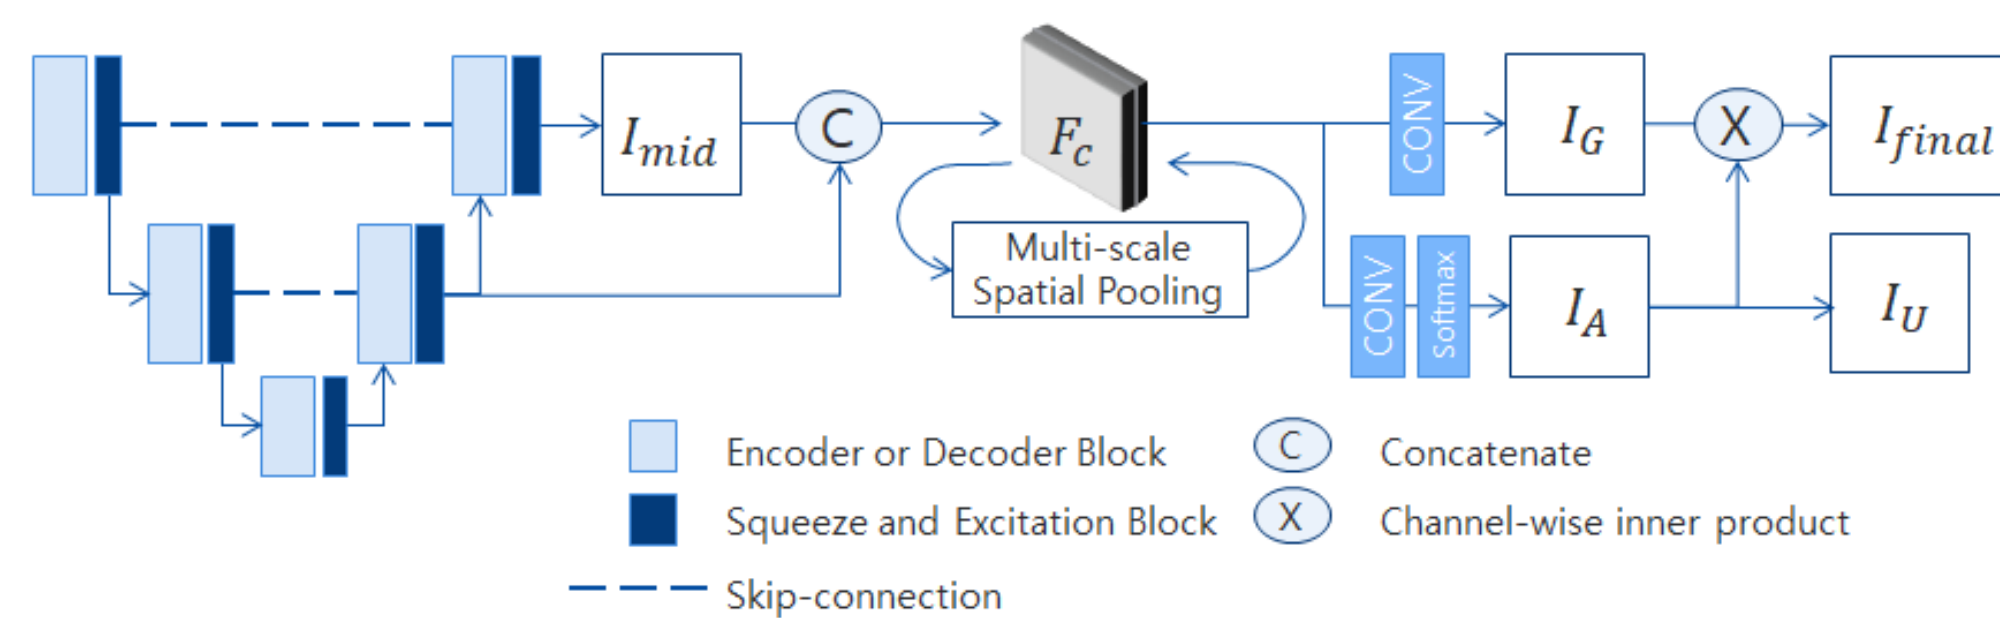 I_mid
C
F_c
CONV
I_G
X
I_final
Multi-scale
Spatial Pooling
CONV
Softmax
I_A
I_U
Encoder or Decoder Block
C
Concatenate
Squeeze and Excitation Block
X
Channel-wise inner product
Skip-connection